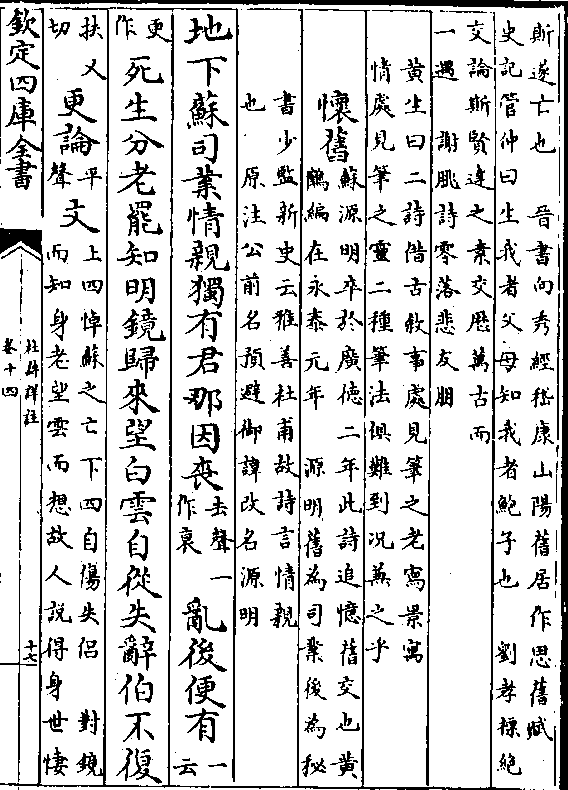 斯遂亡也　晉書向秀經嵇康山陽舊居作思舊賦
史記管仲曰生我者父母知我者鮑子也　劉孝標絶
交論斯賢達之素交歴萬古而
一遇　謝朓詩零落悲友朋
黄生曰二詩借古敘事處見筆之老寫景寓
情處見筆之靈二種筆法俱難到况兼之乎
懷舊　蘇源明卒於廣德二年此詩追憶舊交也黄
鶴編在永泰元年　源明舊為司業後為秘
書少監新史云雅善杜甫故詩言情親
也　原注公前名預避御諱改名源明
地下蘇司業情親獨有君那因丧去聲一作衰亂後便有一云
更作死生分老罷知明鏡歸來望白雲自從失辭伯不復
扶又切更論平聲文　上四悼蘇之亡下四自傷失侣　對鏡
而知身老望雲而想故人說得身世悽
欽定四庫全書
杜詩詳註
卷十四
十七